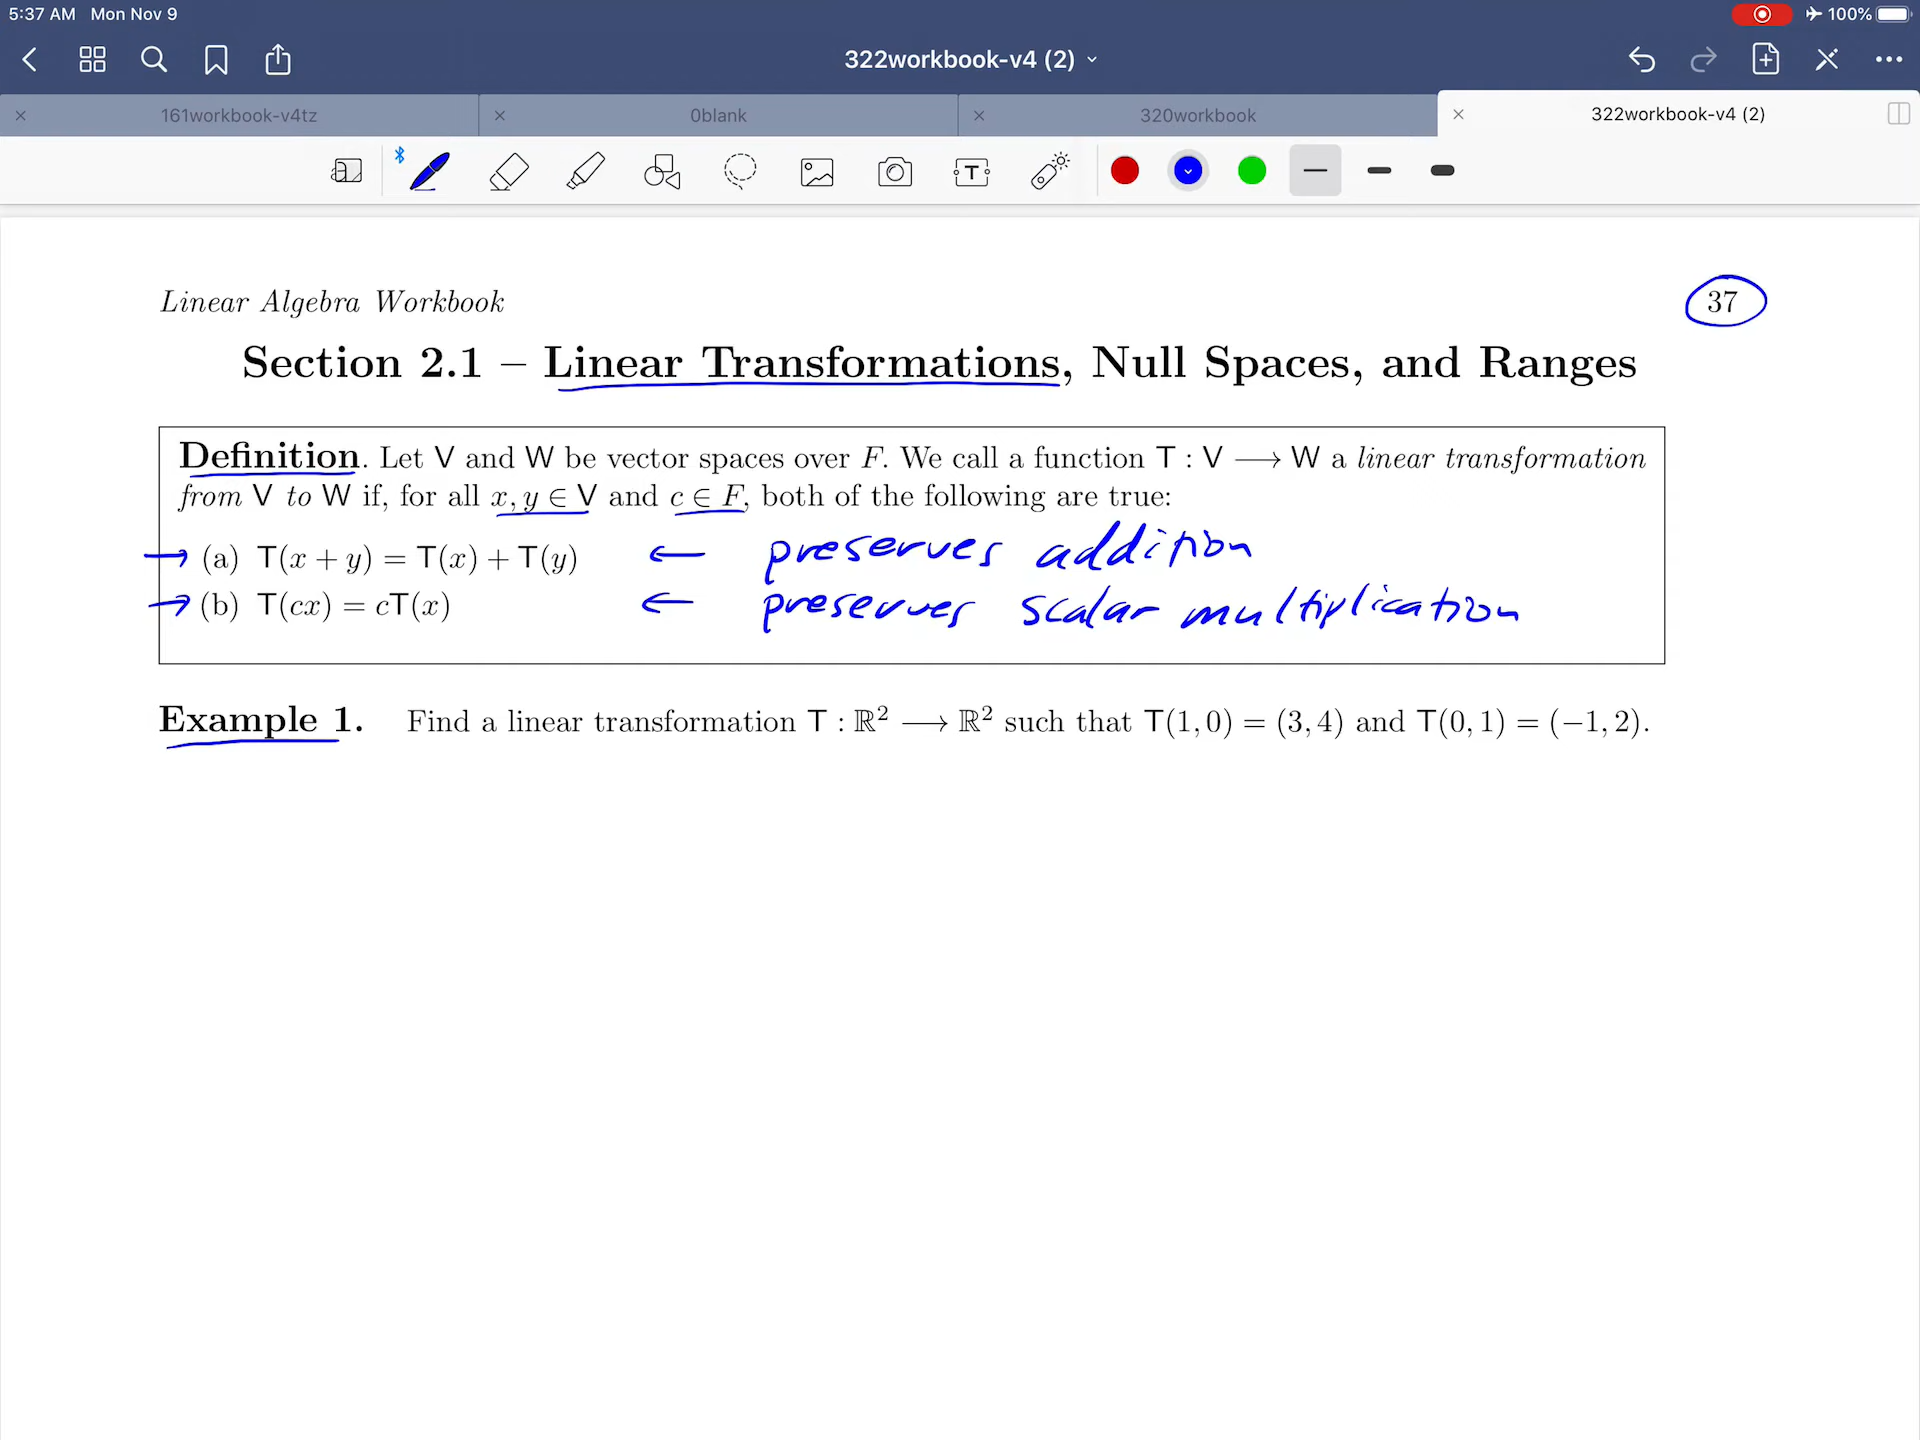 5:37 AM Mon Nov 9 100%
322workbook-v4 (2)
161workbook-v4tz 0blank 320workbook 322workbook-v4 (2)
Linear Algebra Workbook 37
Section 2.1 – Linear Transformations, Null Spaces, and Ranges
Definition. Let V and W be vector spaces over F. We call a function T : V ⟶ W a linear transformation
from V to W if, for all x, y ∈ V and c ∈ F, both of the following are true:
→ (a) T(x + y) = T(x) + T(y) ← preserves addition
→ (b) T(cx) = cT(x) ← preserves scalar multiplication
Example 1. Find a linear transformation T : ℝ² ⟶ ℝ² such that T(1, 0) = (3, 4) and T(0, 1) = (−1, 2).